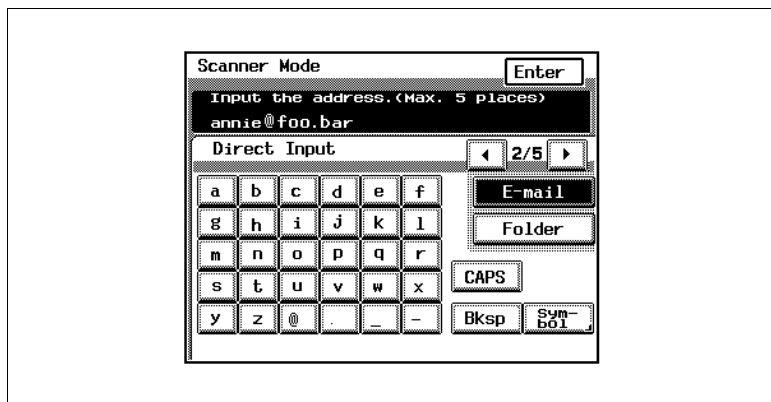 Scanner Mode Enter
Input the address.(Max. 5 places)
annie@foo.bar
Direct Input 2/5
a b c d e f E-mail
g h i j k l Folder
m n o p q r
s t u v w x CAPS
y z @ . _ - Bksp Sym-
bol